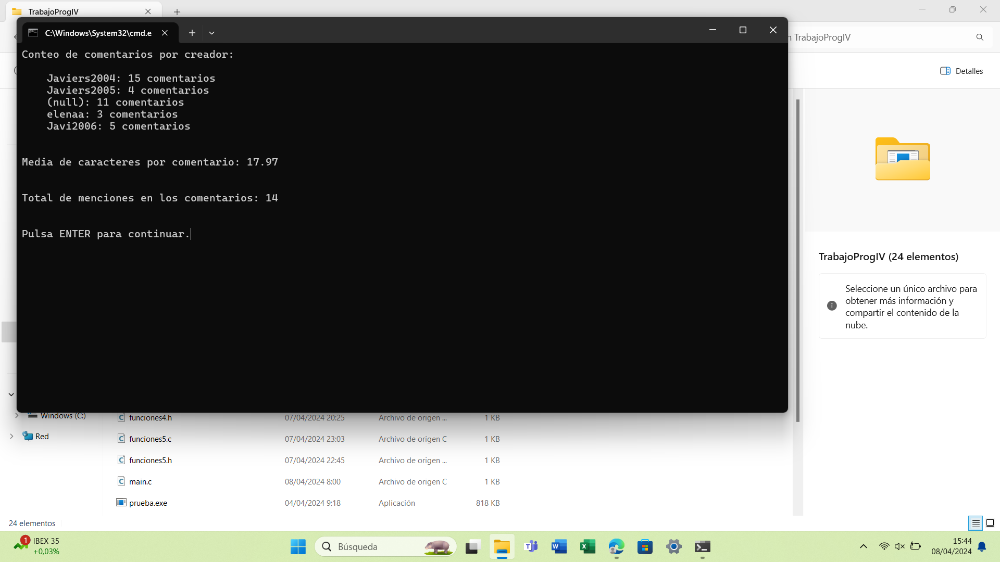 TrabajoProgIV
C:\Windows\System32\cmd.e
TrabajoProgIV
Detalles
Conteo de comentarios por creador:
Javiers2004: 15 comentarios
Javiers2005: 4 comentarios
(null): 11 comentarios
elenaa: 3 comentarios
Javi2006: 5 comentarios
Media de caracteres por comentario: 17.97
Total de menciones en los comentarios: 14
Pulsa ENTER para continuar.
TrabajoProgIV (24 elementos)
Seleccione un único archivo para
obtener más información y
compartir el contenido de la
nube.
Windows (C:)
Red
funciones4.h 07/04/2024 20:25 Archivo de origen ... 1 KB
funciones5.c 07/04/2024 23:03 Archivo de origen C 1 KB
funciones5.h 07/04/2024 22:45 Archivo de origen ... 1 KB
main.c 08/04/2024 8:00 Archivo de origen C 1 KB
prueba.exe 04/04/2024 9:18 Aplicación 818 KB
24 elementos
1
IBEX 35
+0,03%
Búsqueda
15:44
08/04/2024